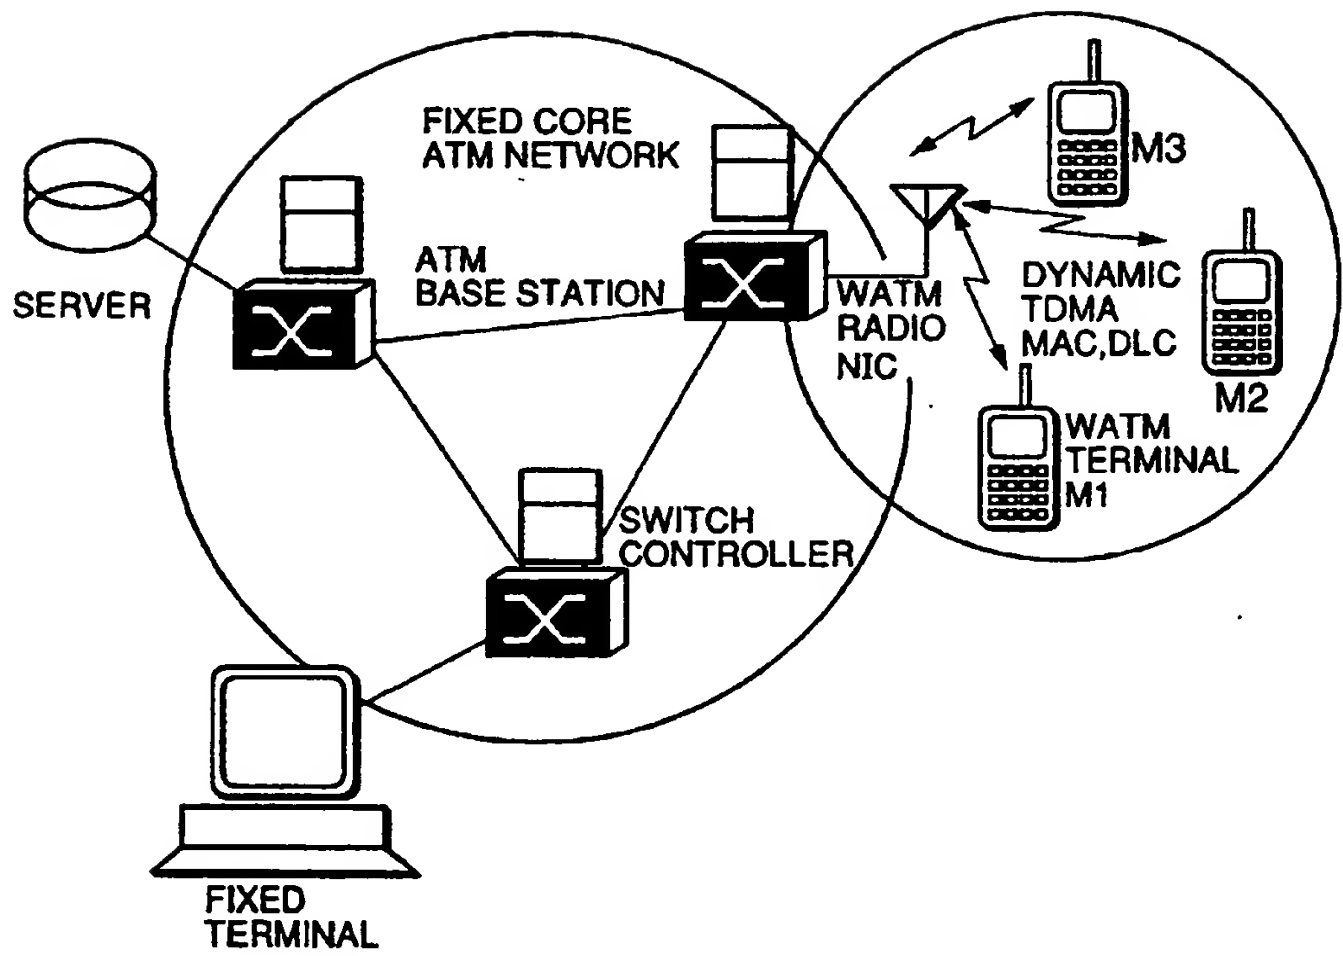 FIXED CORE
ATM NETWORK
M3
ATM
BASE STATION
SERVER
WATM
RADIO
NIC
DYNAMIC
TDMA
MAC,DLC
M2
WATM
TERMINAL
M1
SWITCH
CONTROLLER
FIXED
TERMINAL